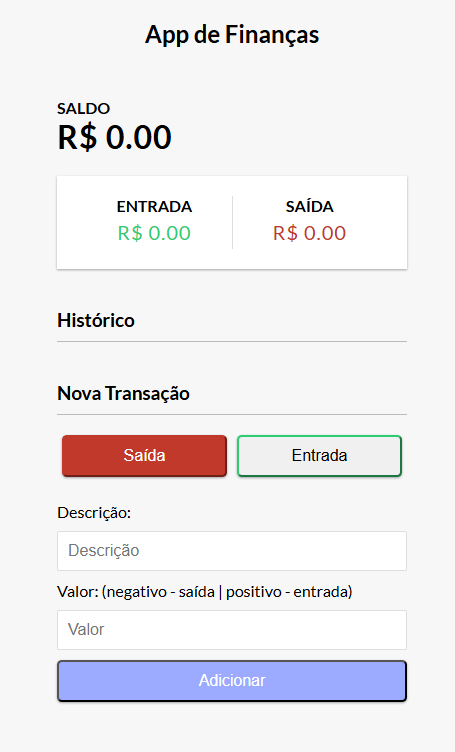 App de Finanças
SALDO
R$ 0.00
ENTRADA
SAÍDA
R$ 0.00
R$ 0.00
Histórico
Nova Transação
Saída
Entrada
Descrição:
Descrição
Valor: (negativo - saída | positivo - entrada)
Valor
Adicionar